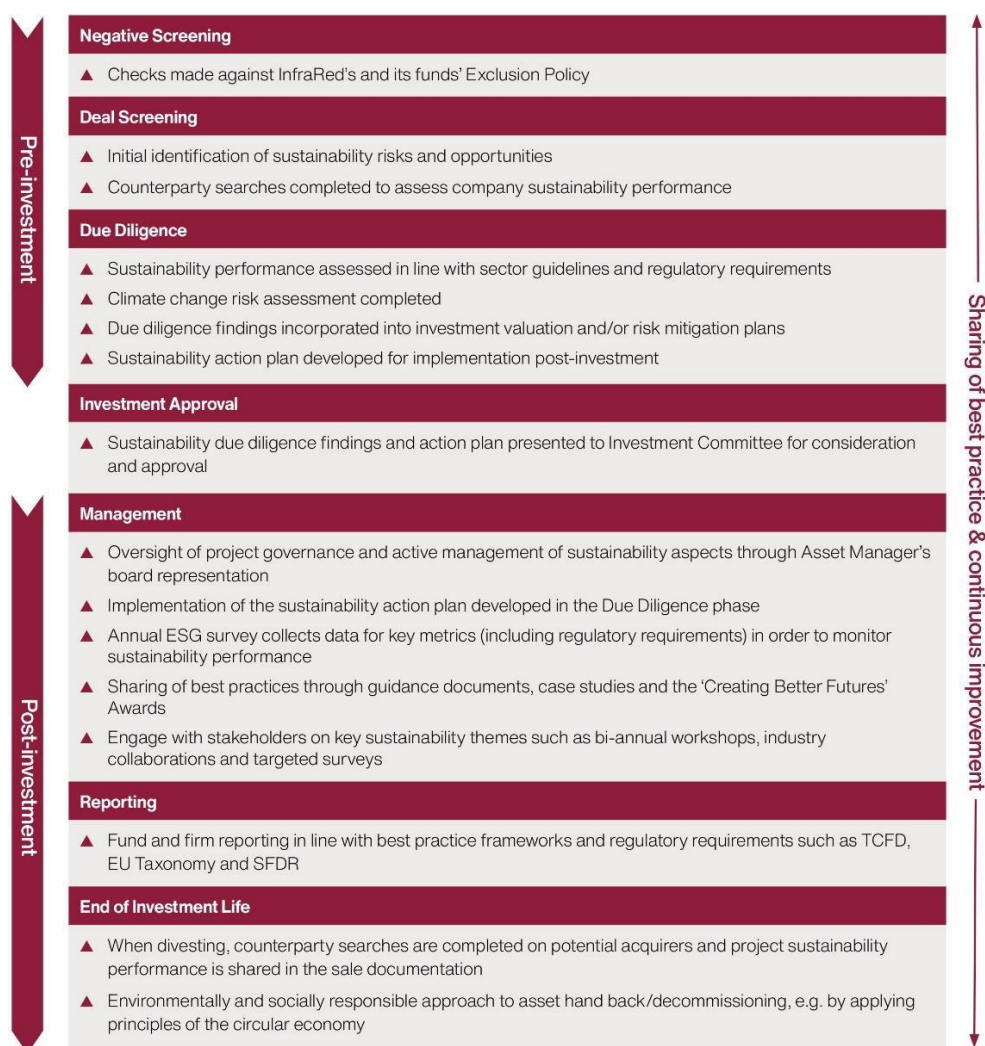 Pre-investment
Negative Screening
▲ Checks made against InfraRed's and its funds' Exclusion Policy
Deal Screening
▲ Initial identification of sustainability risks and opportunities
▲ Counterparty searches completed to assess company sustainability performance
Due Diligence
▲ Sustainability performance assessed in line with sector guidelines and regulatory requirements
▲ Climate change risk assessment completed
▲ Due diligence findings incorporated into investment valuation and/or risk mitigation plans
▲ Sustainability action plan developed for implementation post-investment
Investment Approval
▲ Sustainability due diligence findings and action plan presented to Investment Committee for consideration
and approval
Post-investment
Management
▲ Oversight of project governance and active management of sustainability aspects through Asset Manager's
board representation
▲ Implementation of the sustainability action plan developed in the Due Diligence phase
▲ Annual ESG survey collects data for key metrics (including regulatory requirements) in order to monitor
sustainability performance
▲ Sharing of best practices through guidance documents, case studies and the 'Creating Better Futures'
Awards
▲ Engage with stakeholders on key sustainability themes such as bi-annual workshops, industry
collaborations and targeted surveys
Reporting
▲ Fund and firm reporting in line with best practice frameworks and regulatory requirements such as TCFD,
EU Taxonomy and SFDR
End of Investment Life
▲ When divesting, counterparty searches are completed on potential acquirers and project sustainability
performance is shared in the sale documentation
▲ Environmentally and socially responsible approach to asset hand back/decommissioning, e.g. by applying
principles of the circular economy
Sharing of best practice & continuous improvement